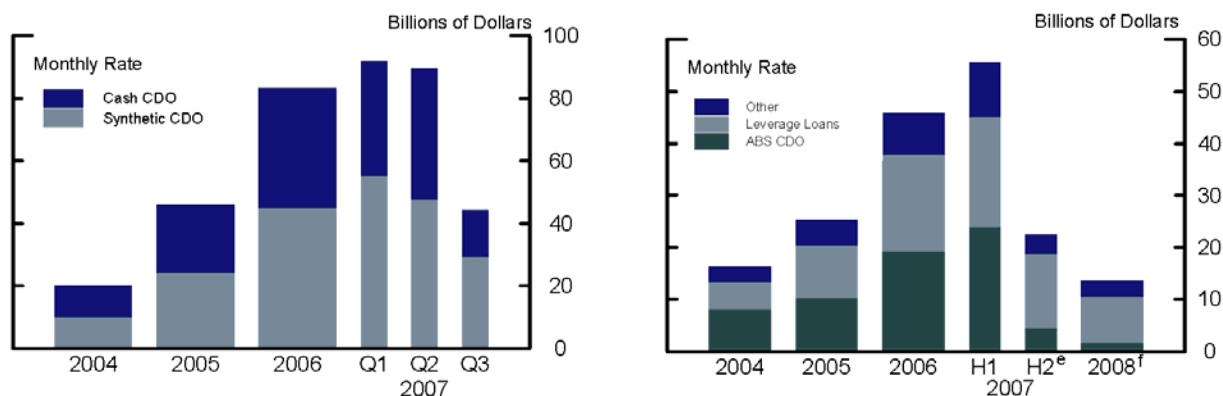 Billions of Dollars
Monthly Rate
Cash CDO
Synthetic CDO
100
80
60
40
20
0
2004 2005 2006 Q1 Q2 Q3
2007
Billions of Dollars
Monthly Rate
Other
Leverage Loans
ABS CDO
60
50
40
30
20
10
0
2004 2005 2006 H1 H2e 2008f
2007